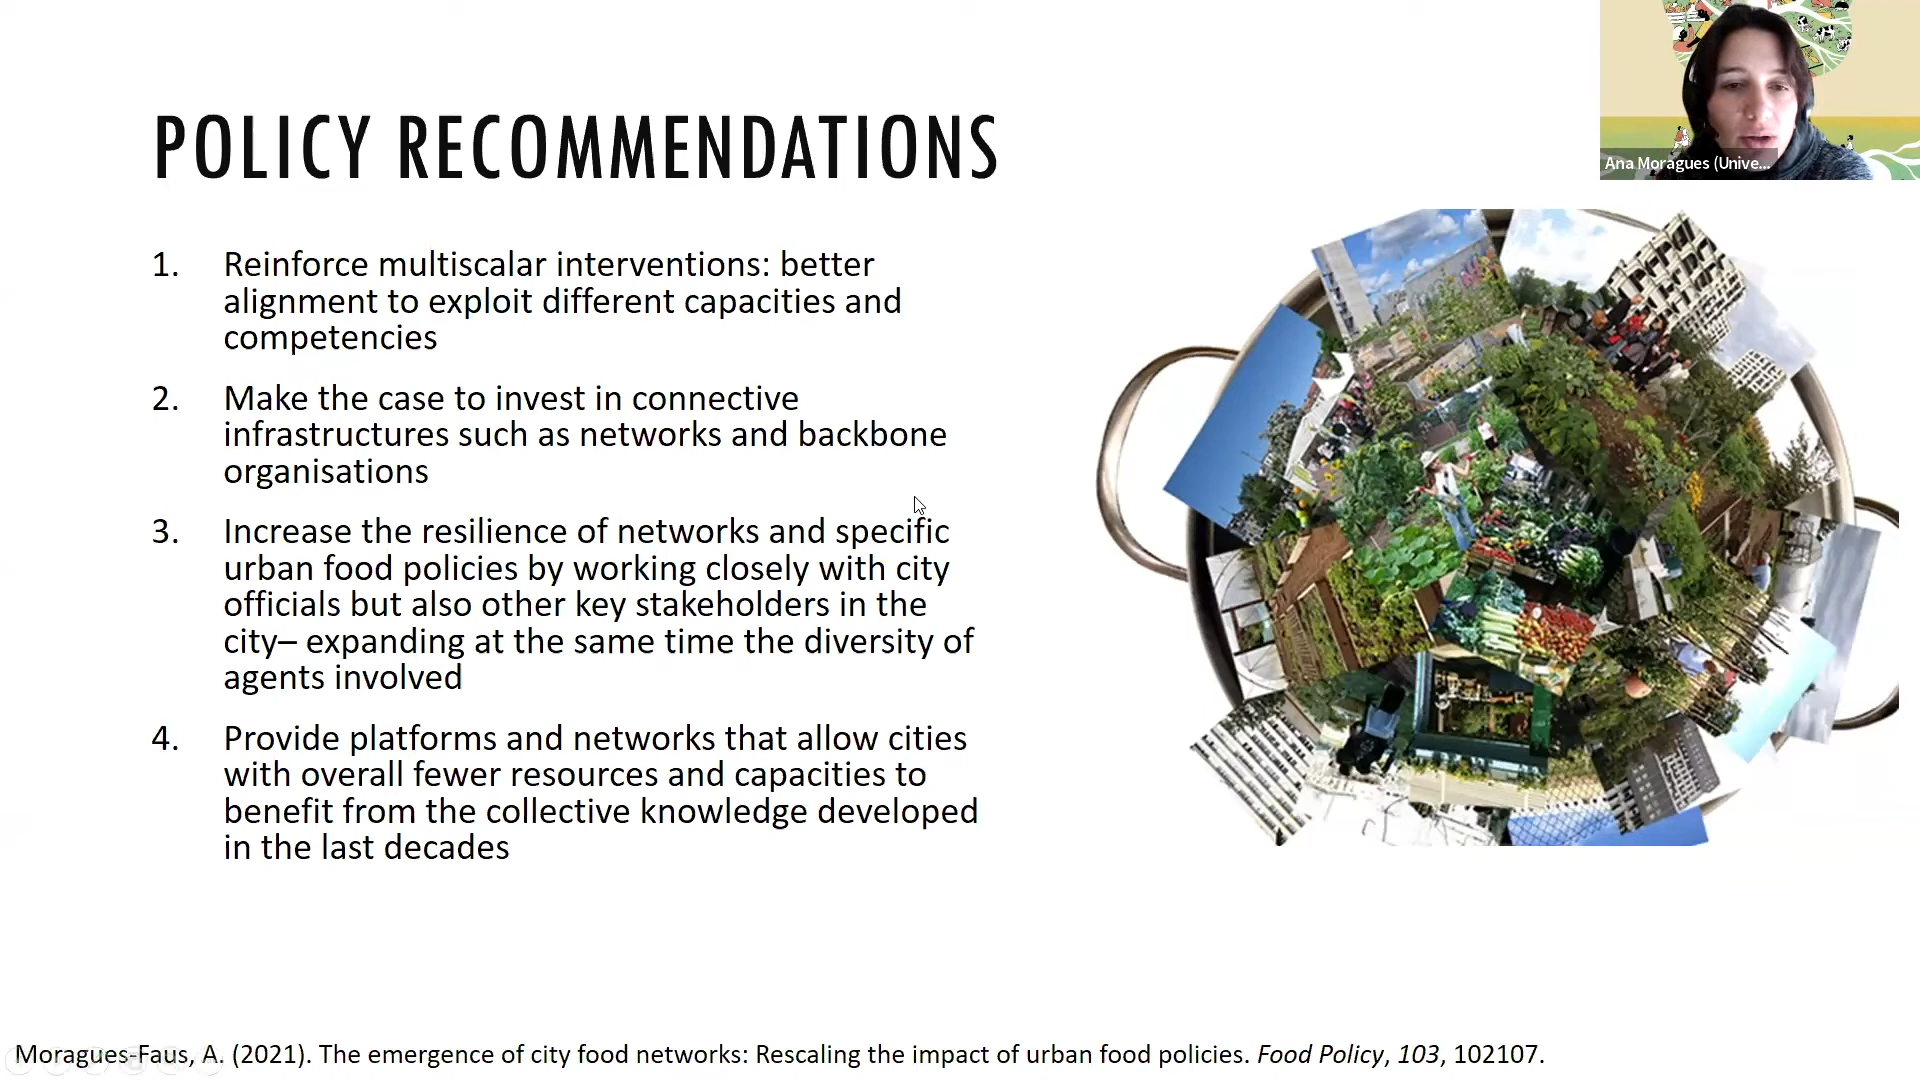 Ana Moragues (Unive...
POLICY RECOMMENDATIONS
1. Reinforce multiscalar interventions: better
alignment to exploit different capacities and
competencies
2. Make the case to invest in connective
infrastructures such as networks and backbone
organisations
3. Increase the resilience of networks and specific
urban food policies by working closely with city
officials but also other key stakeholders in the
city– expanding at the same time the diversity of
agents involved
4. Provide platforms and networks that allow cities
with overall fewer resources and capacities to
benefit from the collective knowledge developed
in the last decades
Moragues-Faus, A. (2021). The emergence of city food networks: Rescaling the impact of urban food policies. Food Policy, 103, 102107.